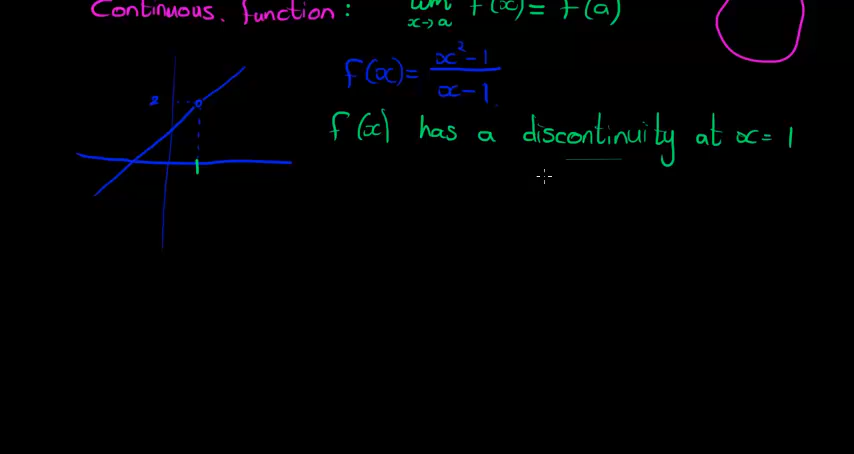 Continuous function: lim x→a f(x) = f(a)
f(x) = x²-1 / x-1
2
f(x) has a discontinuity at x = 1
1